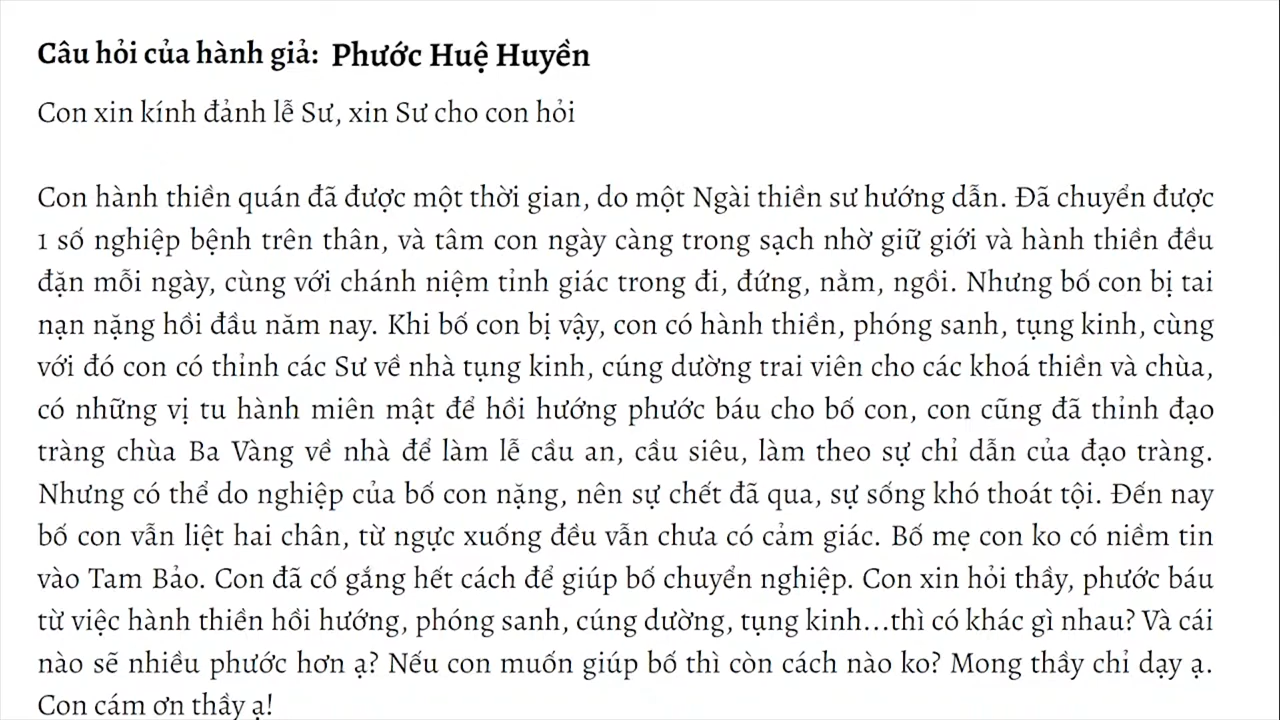 Câu hỏi của hành giả: Phước Huệ Huyền
Con xin kính đảnh lễ Sư, xin Sư cho con hỏi
Con hành thiền quán đã được một thời gian, do một Ngài thiền sư hướng dẫn. Đã chuyển được
1 số nghiệp bệnh trên thân, và tâm con ngày càng trong sạch nhờ giữ giới và hành thiền đều
đặn mỗi ngày, cùng với chánh niệm tỉnh giác trong đi, đứng, nằm, ngồi. Nhưng bố con bị tai
nạn nặng hồi đầu năm nay. Khi bố con bị vậy, con có hành thiền, phóng sanh, tụng kinh, cùng
với đó con có thỉnh các Sư về nhà tụng kinh, cúng dường trai viên cho các khoá thiền và chùa,
có những vị tu hành miên mật để hồi hướng phước báu cho bố con, con cũng đã thỉnh đạo
tràng chùa Ba Vàng về nhà để làm lễ cầu an, cầu siêu, làm theo sự chỉ dẫn của đạo tràng.
Nhưng có thể do nghiệp của bố con nặng, nên sự chết đã qua, sự sống khó thoát tội. Đến nay
bố con vẫn liệt hai chân, từ ngực xuống đều vẫn chưa có cảm giác. Bố mẹ con ko có niềm tin
vào Tam Bảo. Con đã cố gắng hết cách để giúp bố chuyển nghiệp. Con xin hỏi thầy, phước báu
từ việc hành thiền hồi hướng, phóng sanh, cúng dường, tụng kinh...thì có khác gì nhau? Và cái
nào sẽ nhiều phước hơn ạ? Nếu con muốn giúp bố thì còn cách nào ko? Mong thầy chỉ dạy ạ.
Con cám ơn thầy ạ!